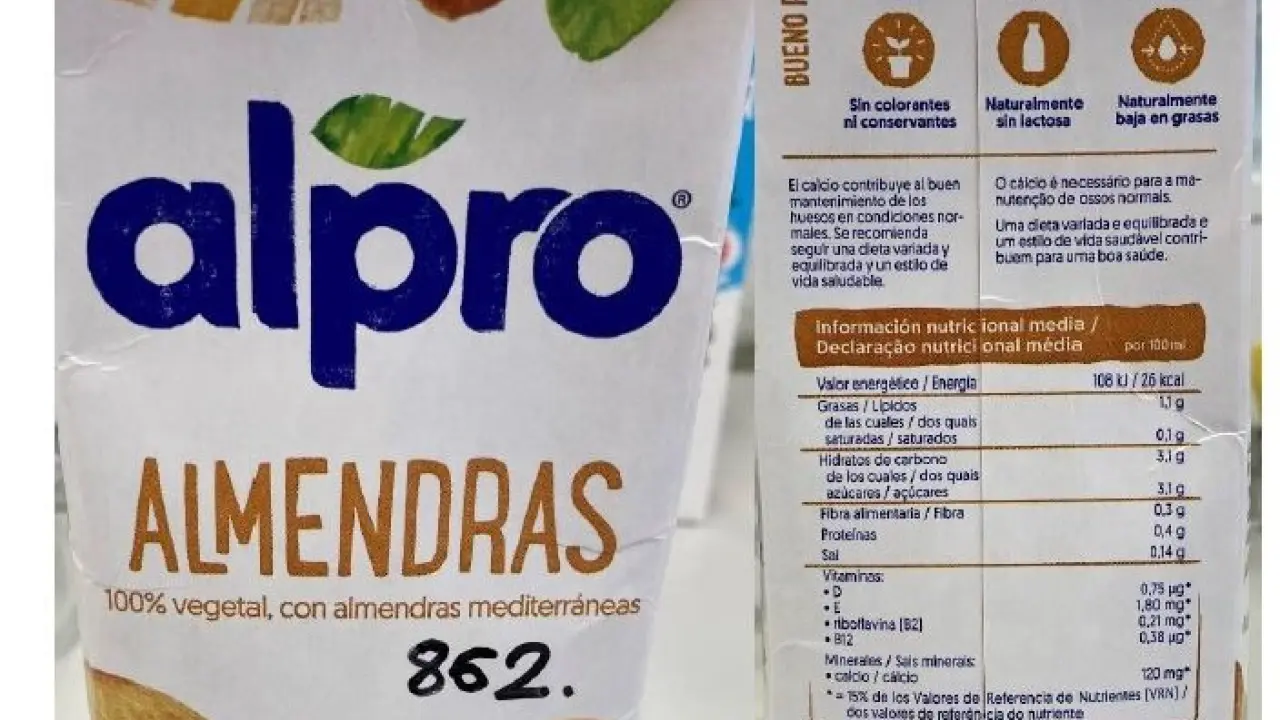 alpro®
ALMENDRAS
100% vegetal, con almendras mediterráneas
862.
BUENO
Sin colorantes
ni conservantes
Naturalmente
sin lactosa
Naturalmente
baja en grasas
El calcio contribuye al buen
mantenimiento de los
huesos en condiciones nor-
males. Se recomienda
seguir una dieta variada y
equilibrada y un estilo de
vida saludable.
O cálcio é necessário para a ma-
nutenção de ossos normais.
Uma dieta variada e equilibrada e
um estilo de vida saudável contri-
buem para uma boa saúde.
Información nutricional media /
Declaração nutricional média por 100ml
Valor energético / Energia 108 kJ / 26 kcal
Grasas / Lípidos 1,1 g
de las cuales / dos quais
saturadas / saturados 0,1 g
Hidratos de carbono 3,1 g
de los cuales / dos quais
azúcares / açúcares 3,1 g
Fibra alimentaria / Fibra 0,3 g
Proteínas 0,4 g
Sal 0,14 g
Vitaminas:
• D 0,75 µg*
• E 1,80 mg*
• riboflavina (B2) 0,21 mg*
• B12 0,38 µg*
Minerales / Sais minerais:
• calcio / cálcio 120 mg*
* = 15% de los Valores de Referencia de Nutrientes (VRN) /
dos valores de referência do nutriente